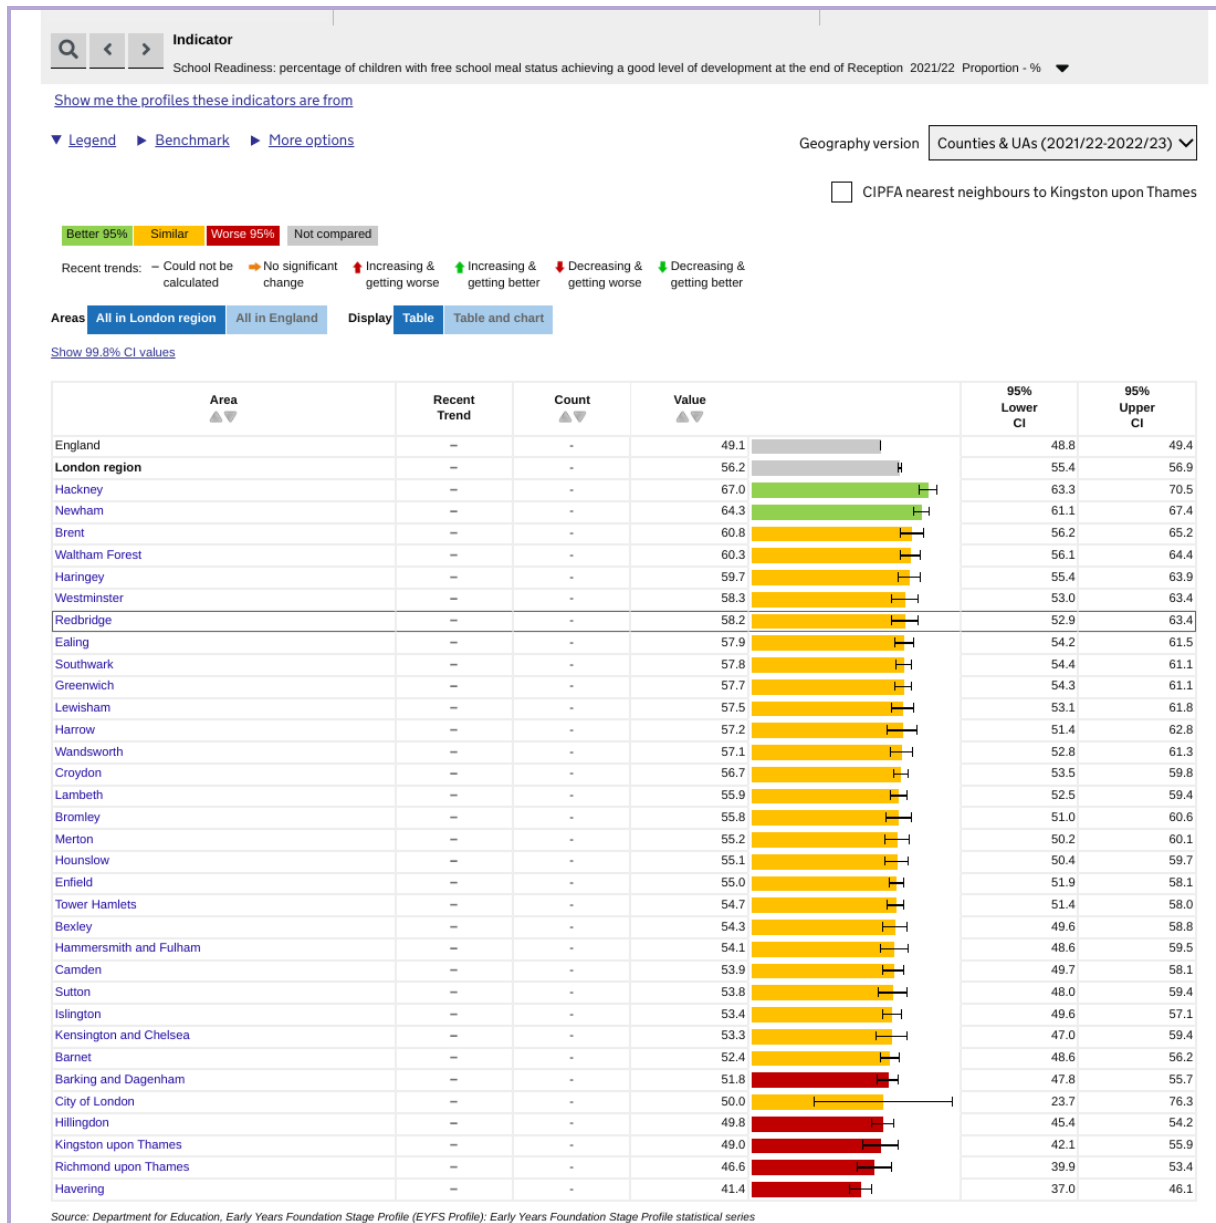 Indicator
School Readiness: percentage of children with free school meal status achieving a good level of development at the end of Reception 2021/22 Proportion - %
Show me the profiles these indicators are from
Legend Benchmark More options
Geography version Counties & UAs (2021/22-2022/23)
CIPFA nearest neighbours to Kingston upon Thames
Better 95% Similar Worse 95% Not compared
Recent trends: – Could not be calculated No significant change Increasing & getting worse Increasing & getting better Decreasing & getting worse Decreasing & getting better
Areas All in London region All in England Display Table Table and chart
Show 99.8% CI values
Area Recent Trend Count Value 95% Lower CI 95% Upper CI
England – - 49.1 48.8 49.4
London region – - 56.2 55.4 56.9
Hackney – - 67.0 63.3 70.5
Newham – - 64.3 61.1 67.4
Brent – - 60.8 56.2 65.2
Waltham Forest – - 60.3 56.1 64.4
Haringey – - 59.7 55.4 63.9
Westminster – - 58.3 53.0 63.4
Redbridge – - 58.2 52.9 63.4
Ealing – - 57.9 54.2 61.5
Southwark – - 57.8 54.4 61.1
Greenwich – - 57.7 54.3 61.1
Lewisham – - 57.5 53.1 61.8
Harrow – - 57.2 51.4 62.8
Wandsworth – - 57.1 52.8 61.3
Croydon – - 56.7 53.5 59.8
Lambeth – - 55.9 52.5 59.4
Bromley – - 55.8 51.0 60.6
Merton – - 55.2 50.2 60.1
Hounslow – - 55.1 50.4 59.7
Enfield – - 55.0 51.9 58.1
Tower Hamlets – - 54.7 51.4 58.0
Bexley – - 54.3 49.6 58.8
Hammersmith and Fulham – - 54.1 48.6 59.5
Camden – - 53.9 49.7 58.1
Sutton – - 53.8 48.0 59.4
Islington – - 53.4 49.6 57.1
Kensington and Chelsea – - 53.3 47.0 59.4
Barnet – - 52.4 48.6 56.2
Barking and Dagenham – - 51.8 47.8 55.7
City of London – - 50.0 23.7 76.3
Hillingdon – - 49.8 45.4 54.2
Kingston upon Thames – - 49.0 42.1 55.9
Richmond upon Thames – - 46.6 39.9 53.4
Havering – - 41.4 37.0 46.1
Source: Department for Education, Early Years Foundation Stage Profile (EYFS Profile): Early Years Foundation Stage Profile statistical series